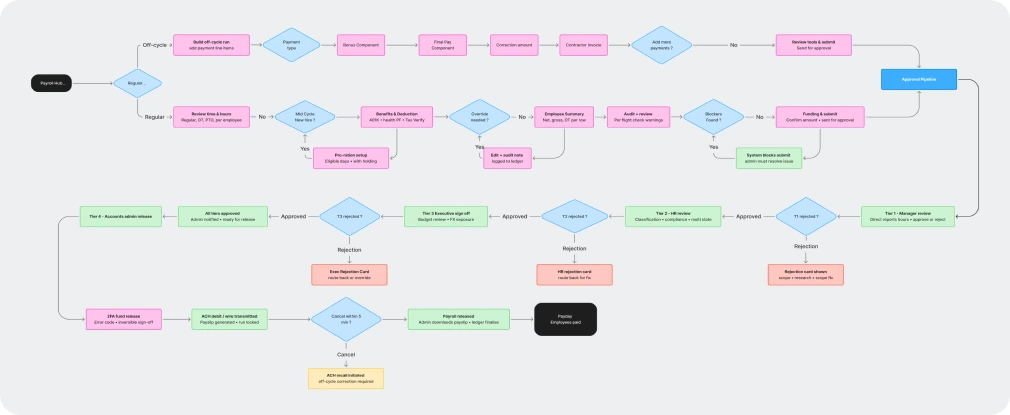 Off-cycle
Build off-cycle run
add payment line items
Payment
type
Bonus Component
Final Pay
Component
Correction amount
Contractor invoice
Add more
payments ?
No
Review tools & submit
Send for approval
Payroll Hub...
Regular...
Approval Pipeline
Regular
Review time & hours
Regular, OT, PTO, per employee
No
Mid Cycle
New hire ?
Benefits & Deduction
401K + health PF + Tax Verify
Override
needed ?
No
Employee Summary
Net, gross, OT per row
Audit + review
Per flight check warnings
Blockers
Found ?
No
Funding & submit
Confirm amount + sent for approval
Yes
Pro-ration setup
Eligible days + with holding
Yes
Edit + audit note
logged to ledger
Yes
System blocks submit
admin must resolve issue
Tier 4 - Accounts admin release
All tiers approved
Admin notified • ready for release
Approved
T3 rejected ?
Tier 3 Executive sign off
Budget review • FX exposure
Approved
T2 rejected ?
Tier 2 - HR review
Classification • compliance • multi state
Approved
T1 rejected ?
Tier 1 - Manager review
Direct reports hours • approve or reject
Rejection
Exec Rejection Card
route back or override
Rejection
HR rejection card
route back for fix
Rejection
Rejection card shown
scope • research • scope fix
2FA fund release
Error code • inversible sign-off
ACH debit / wire transmitted
Payslip generated • run locked
Cancel within 5
min ?
Payroll released
Admin downloads payslip • ledger finalise
Payday
Employees paid
Cancel
ACH recall initiated
off-cycle correction required